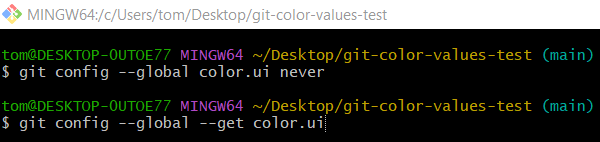 MINGW64:/c/Users/tom/Desktop/git-color-values-test
tom@DESKTOP-OUTOE77 MINGW64 ~/Desktop/git-color-values-test (main)
$ git config --global color.ui never
tom@DESKTOP-OUTOE77 MINGW64 ~/Desktop/git-color-values-test (main)
$ git config --global --get color.ui